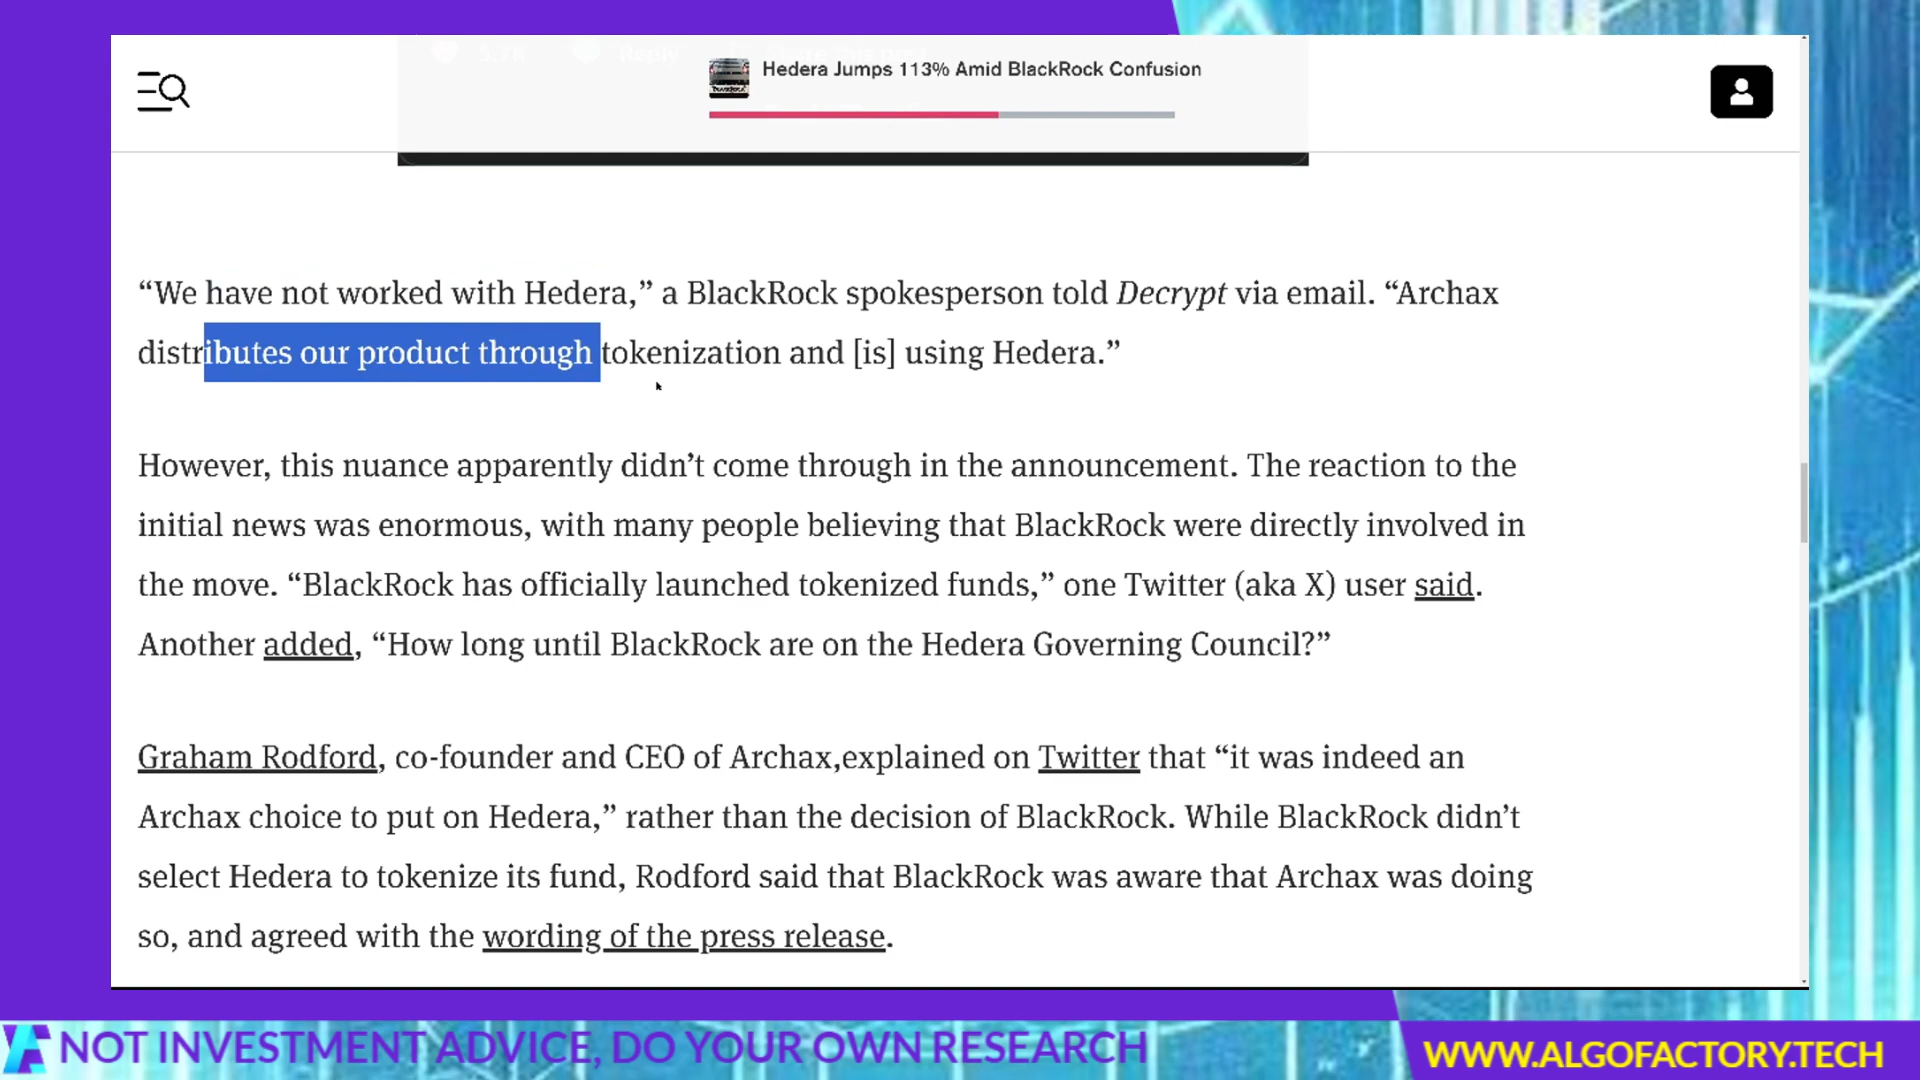 Hedera Jumps 113% Amid BlackRock Confusion
“We have not worked with Hedera,” a BlackRock spokesperson told Decrypt via email. “Archax
distributes our product through tokenization and [is] using Hedera.”
However, this nuance apparently didn’t come through in the announcement. The reaction to the
initial news was enormous, with many people believing that BlackRock were directly involved in
the move. “BlackRock has officially launched tokenized funds,” one Twitter (aka X) user said.
Another added, “How long until BlackRock are on the Hedera Governing Council?”
Graham Rodford, co-founder and CEO of Archax,explained on Twitter that “it was indeed an
Archax choice to put on Hedera,” rather than the decision of BlackRock. While BlackRock didn’t
select Hedera to tokenize its fund, Rodford said that BlackRock was aware that Archax was doing
so, and agreed with the wording of the press release.
NOT INVESTMENT ADVICE, DO YOUR OWN RESEARCH
WWW.ALGOFACTORY.TECH